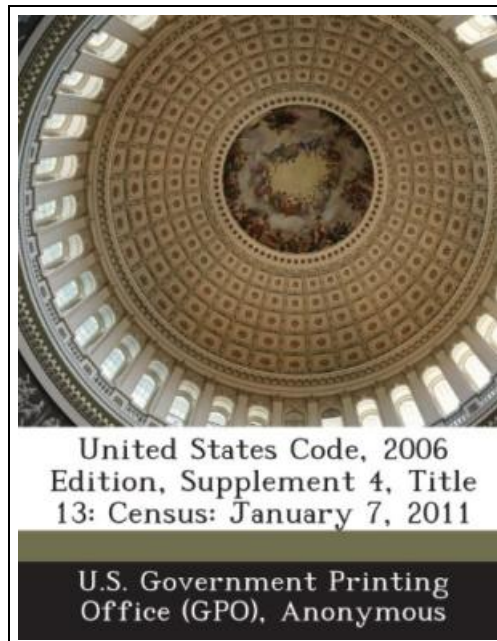 United States Code, 2006
Edition, Supplement 4, Title
13: Census: January 7, 2011
U.S. Government Printing
Office (GPO), Anonymous